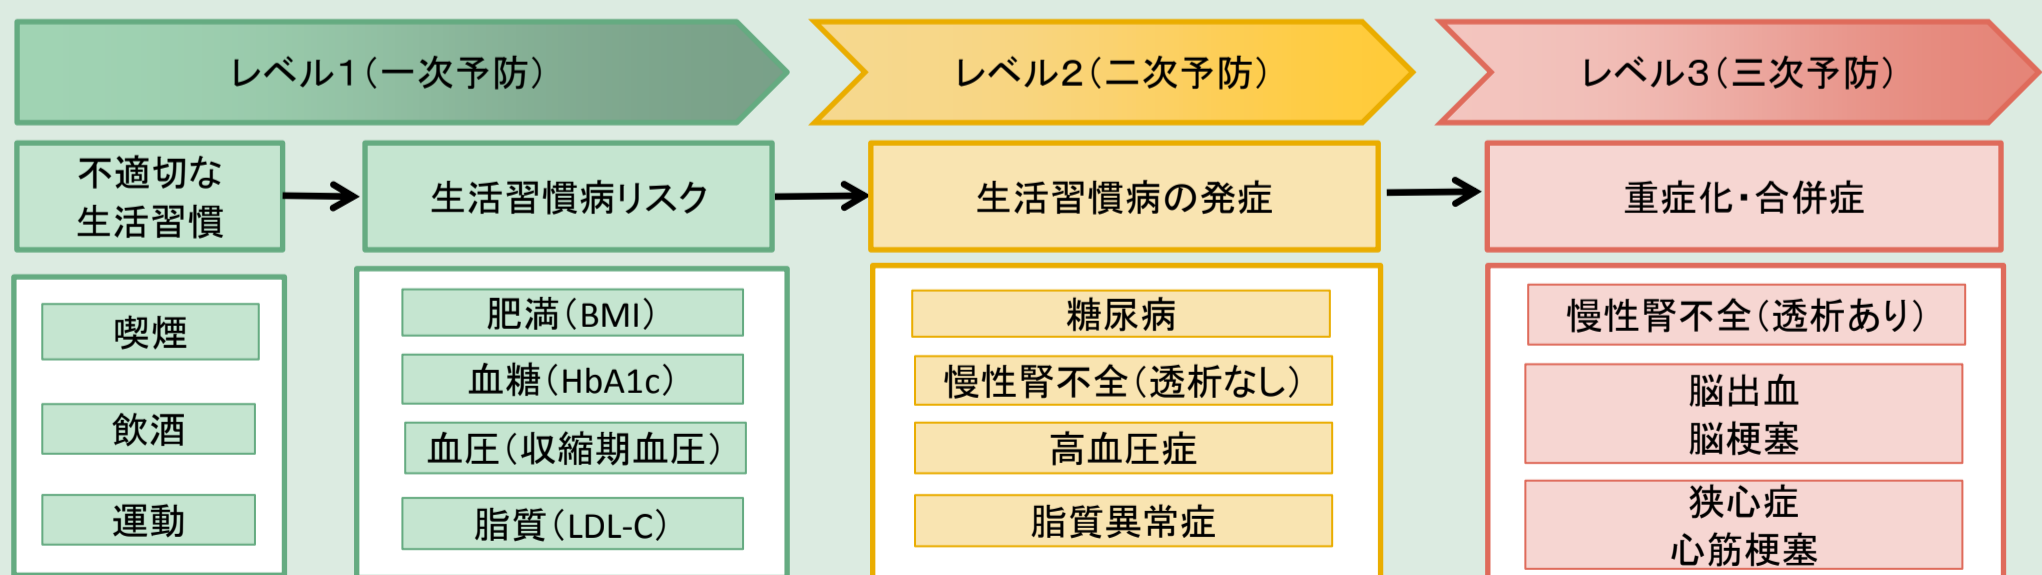 レベル１（一次予防）
レベル2（二次予防）
レベル3（三次予防）
不適切な
生活習慣
生活習慣病リスク
生活習慣病の発症
重症化・合併症
喫煙
飲酒
運動
肥満（BMI）
血糖（HbA1c）
血圧（収縮期血圧）
脂質（LDL-C）
糖尿病
慢性腎不全（透析なし）
高血圧症
脂質異常症
慢性腎不全（透析あり）
脳出血
脳梗塞
狭心症
心筋梗塞